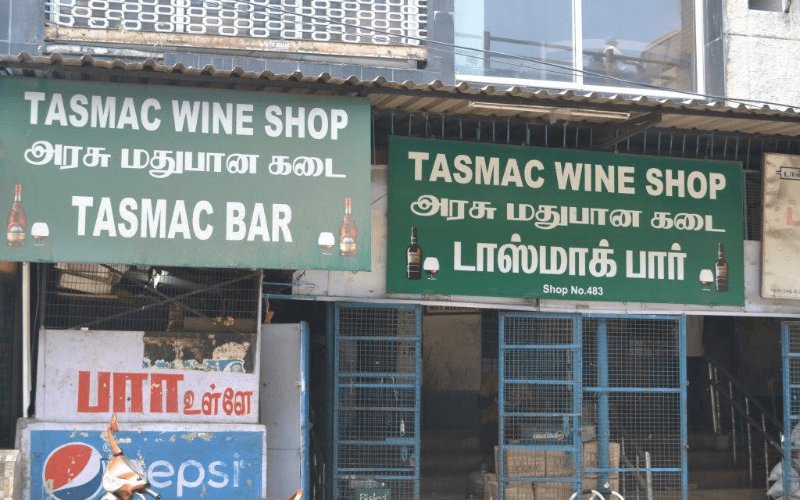 TASMAC WINE SHOP
அரசு மதுபான கடை
TASMAC BAR
TASMAC WINE SHOP
அரசு மதுபான கடை
டாஸ்மாக் பார்
Shop No.483
பார்
உள்ளே
pepsi